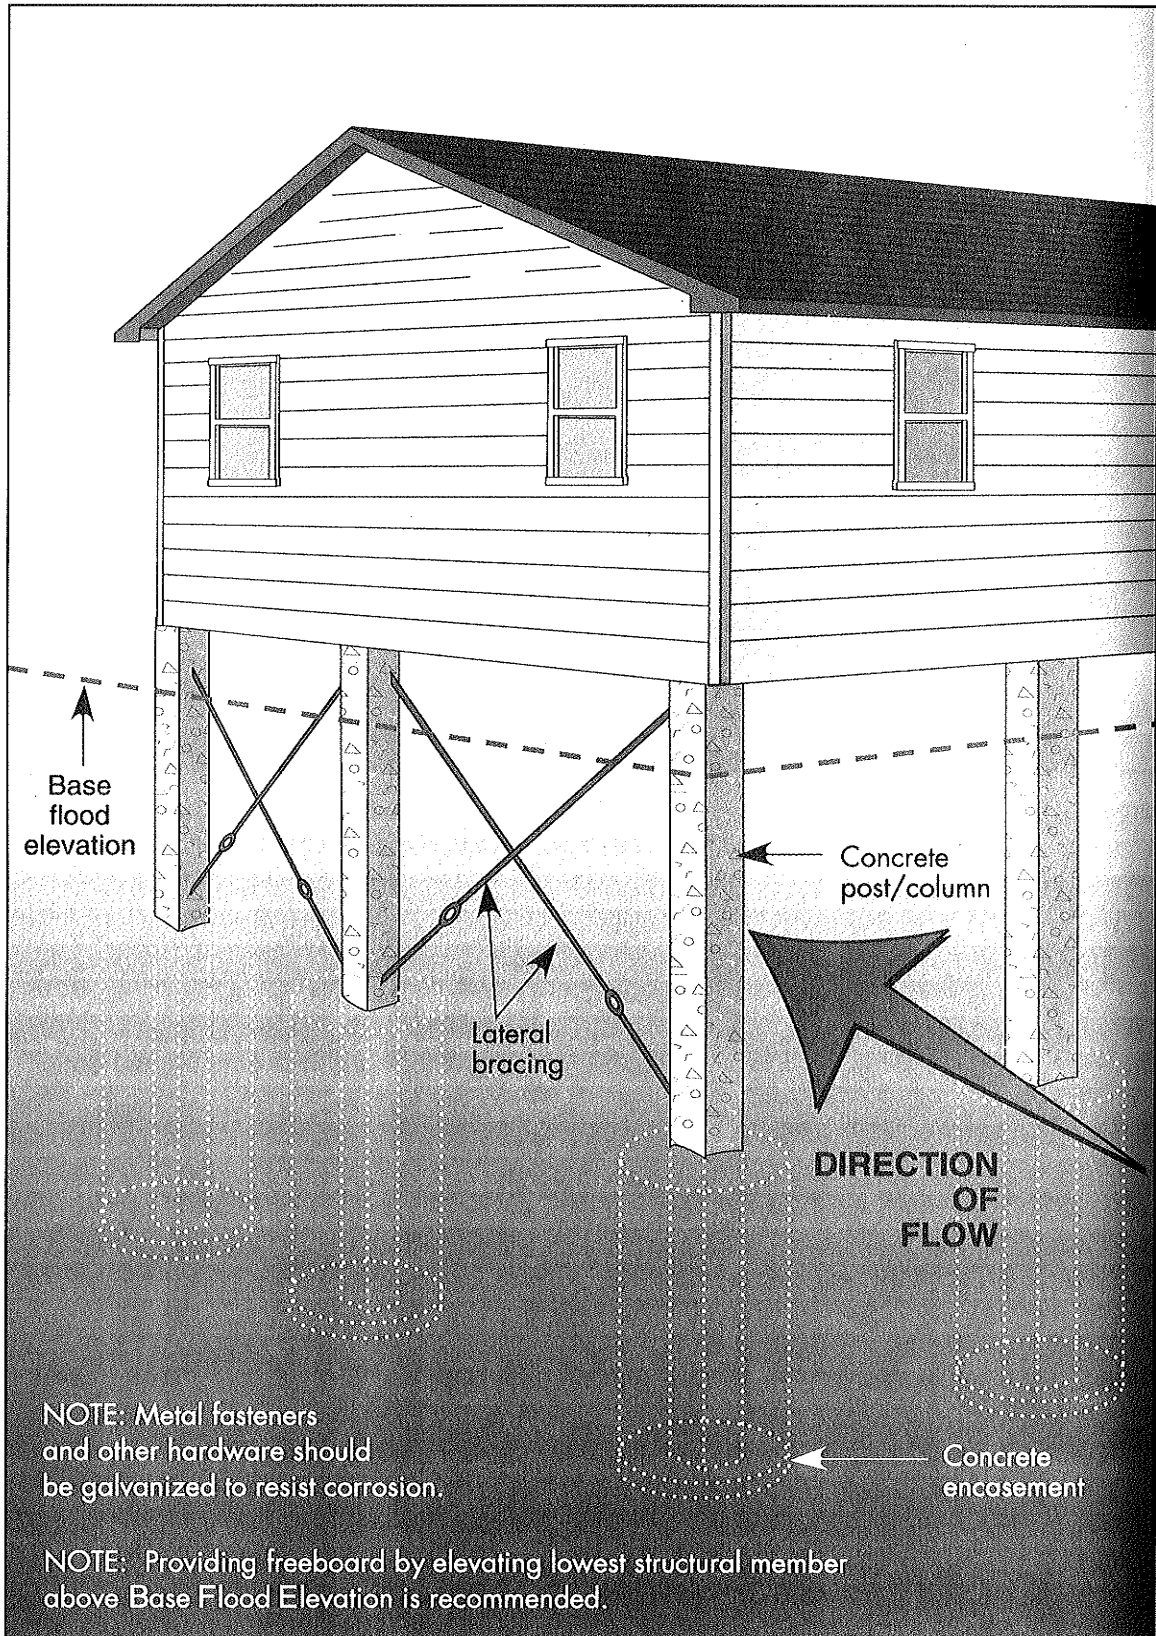 Base
flood
elevation
Concrete
post/column
Lateral
bracing
DIRECTION
OF
FLOW
NOTE: Metal fasteners
and other hardware should
be galvanized to resist corrosion.
Concrete
encasement
NOTE: Providing freeboard by elevating lowest structural member
above Base Flood Elevation is recommended.